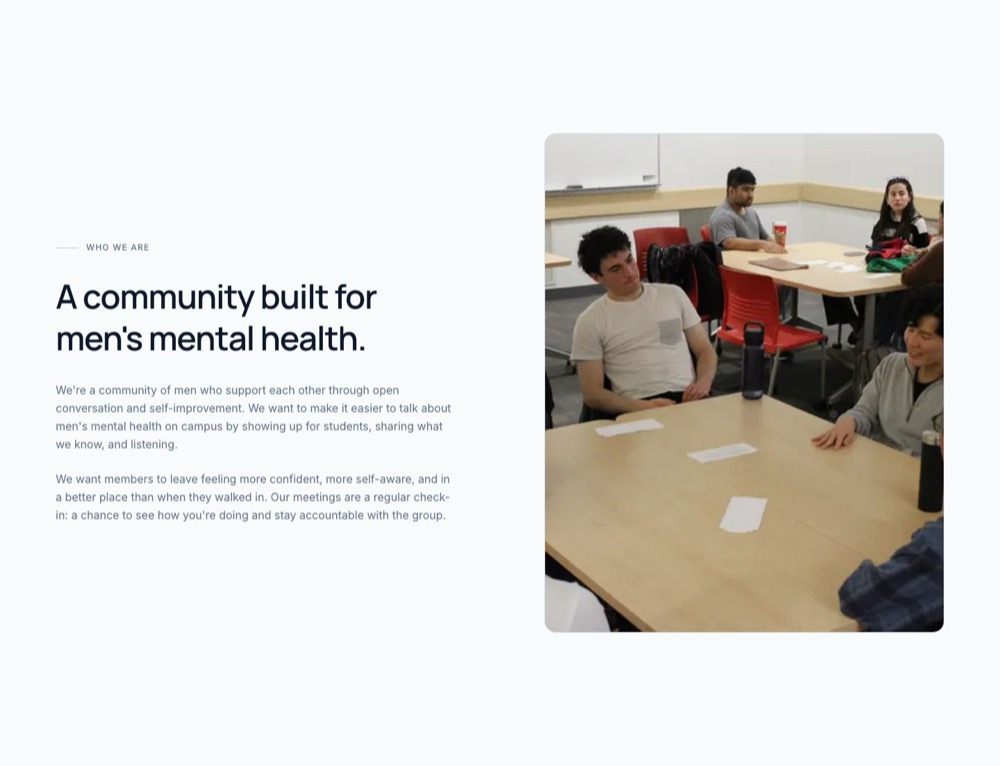 WHO WE ARE
A community built for
men's mental health.
We're a community of men who support each other through open
conversation and self-improvement. We want to make it easier to talk about
men's mental health on campus by showing up for students, sharing what
we know, and listening.
We want members to leave feeling more confident, more self-aware, and in
a better place than when they walked in. Our meetings are a regular check-
in: a chance to see how you're doing and stay accountable with the group.